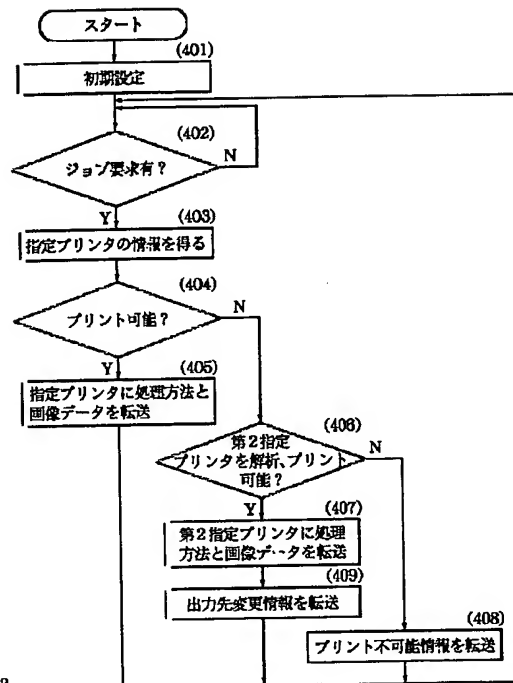 スタート
(401)
初期設定
(402)
ジョブ要求有?
N
Y
(403)
指定プリンタの情報を得る
(404)
プリント可能?
N
Y
(405)
指定プリンタに処理方法と
画像データを転送
(406)
第2指定
プリンタを解析、プリント
可能?
N
Y
(407)
第2指定プリンタに処理
方法と画像データを転送
(409)
出力先変更情報を転送
(408)
プリント不可能情報を転送